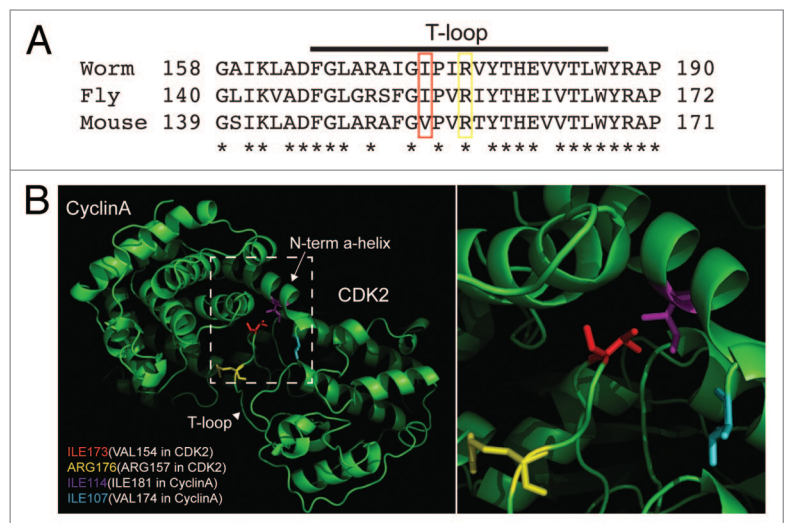 A
T-loop
Worm 158 GAIKLADFGLARAIGIPIRVYTHEVVTLWYRAP 190
Fly 140 GLIKVADFGLGRSFGIPVRIYTHEIVTLWYRAP 172
Mouse 139 GSIKLADFGLARAFGVPVRTYTHEVVTLWYRAP 171
* ** ***** *  * * * **** ********
B
CyclinA
N-term a-helix
CDK2
T-loop
ILE173(VAL154 in CDK2)
ARG176(ARG157 in CDK2)
ILE114(ILE181 in CyclinA)
ILE107(VAL174 in CyclinA)